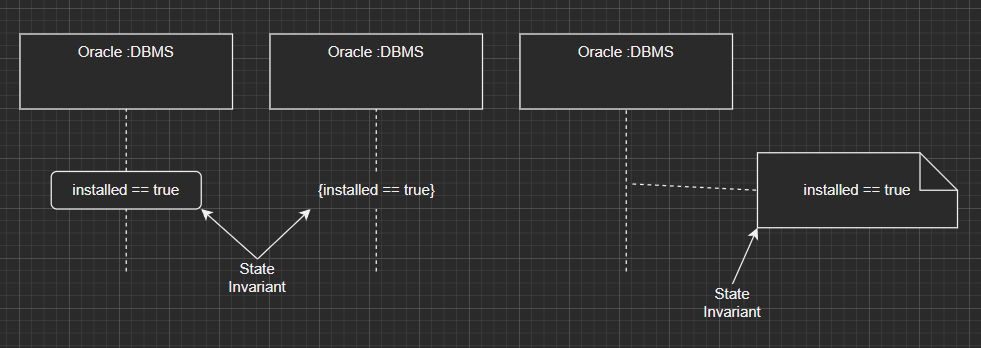 Oracle :DBMS
Oracle :DBMS
Oracle :DBMS
installed == true
{installed == true}
installed == true
State
Invariant
State
Invariant